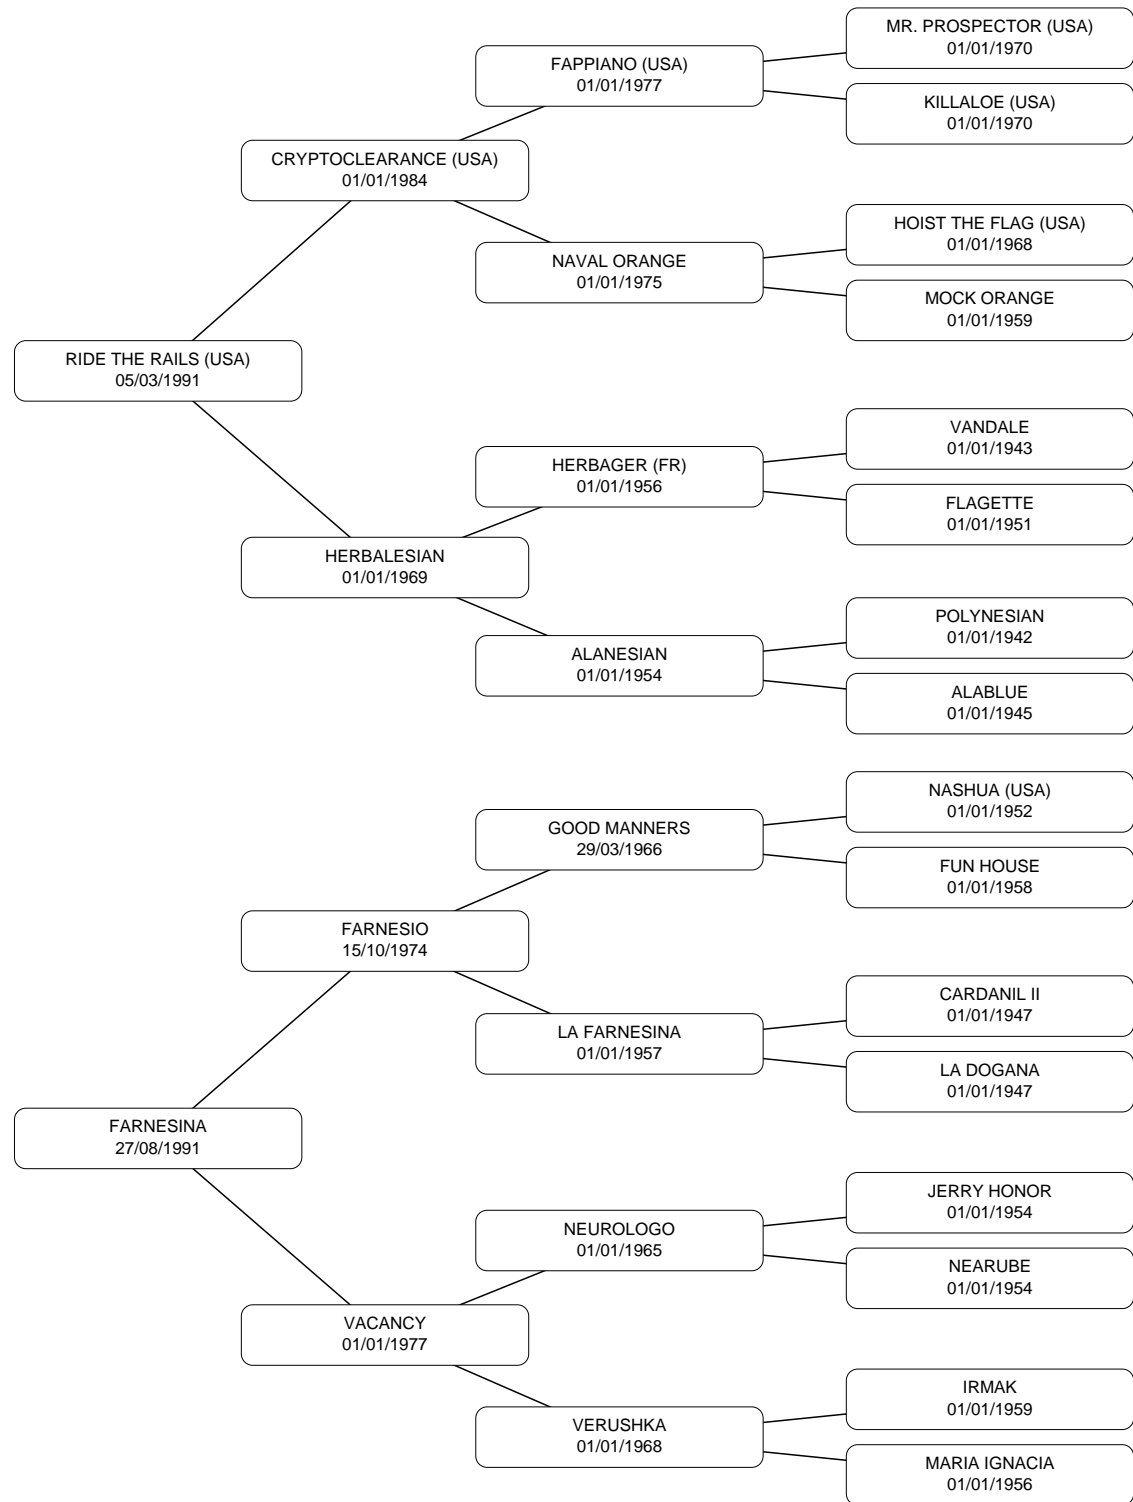 MR. PROSPECTOR (USA)
01/01/1970
FAPPIANO (USA)
01/01/1977
KILLALOE (USA)
01/01/1970
CRYPTOCLEARANCE (USA)
01/01/1984
HOIST THE FLAG (USA)
01/01/1968
NAVAL ORANGE
01/01/1975
MOCK ORANGE
01/01/1959
RIDE THE RAILS (USA)
05/03/1991
VANDALE
01/01/1943
HERBAGER (FR)
01/01/1956
FLAGETTE
01/01/1951
HERBALESIAN
01/01/1969
POLYNESIAN
01/01/1942
ALANESIAN
01/01/1954
ALABLUE
01/01/1945
NASHUA (USA)
01/01/1952
GOOD MANNERS
29/03/1966
FUN HOUSE
01/01/1958
FARNESIO
15/10/1974
CARDANIL II
01/01/1947
LA FARNESINA
01/01/1957
LA DOGANA
01/01/1947
FARNESINA
27/08/1991
JERRY HONOR
01/01/1954
NEUROLOGO
01/01/1965
NEARUBE
01/01/1954
VACANCY
01/01/1977
IRMAK
01/01/1959
VERUSHKA
01/01/1968
MARIA IGNACIA
01/01/1956